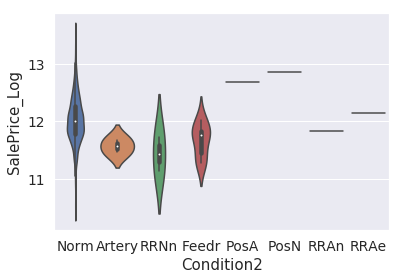 13
12
11
SalePrice_Log
Norm Artery RRNn Feedr PosA PosN RRAn RRAe
Condition2